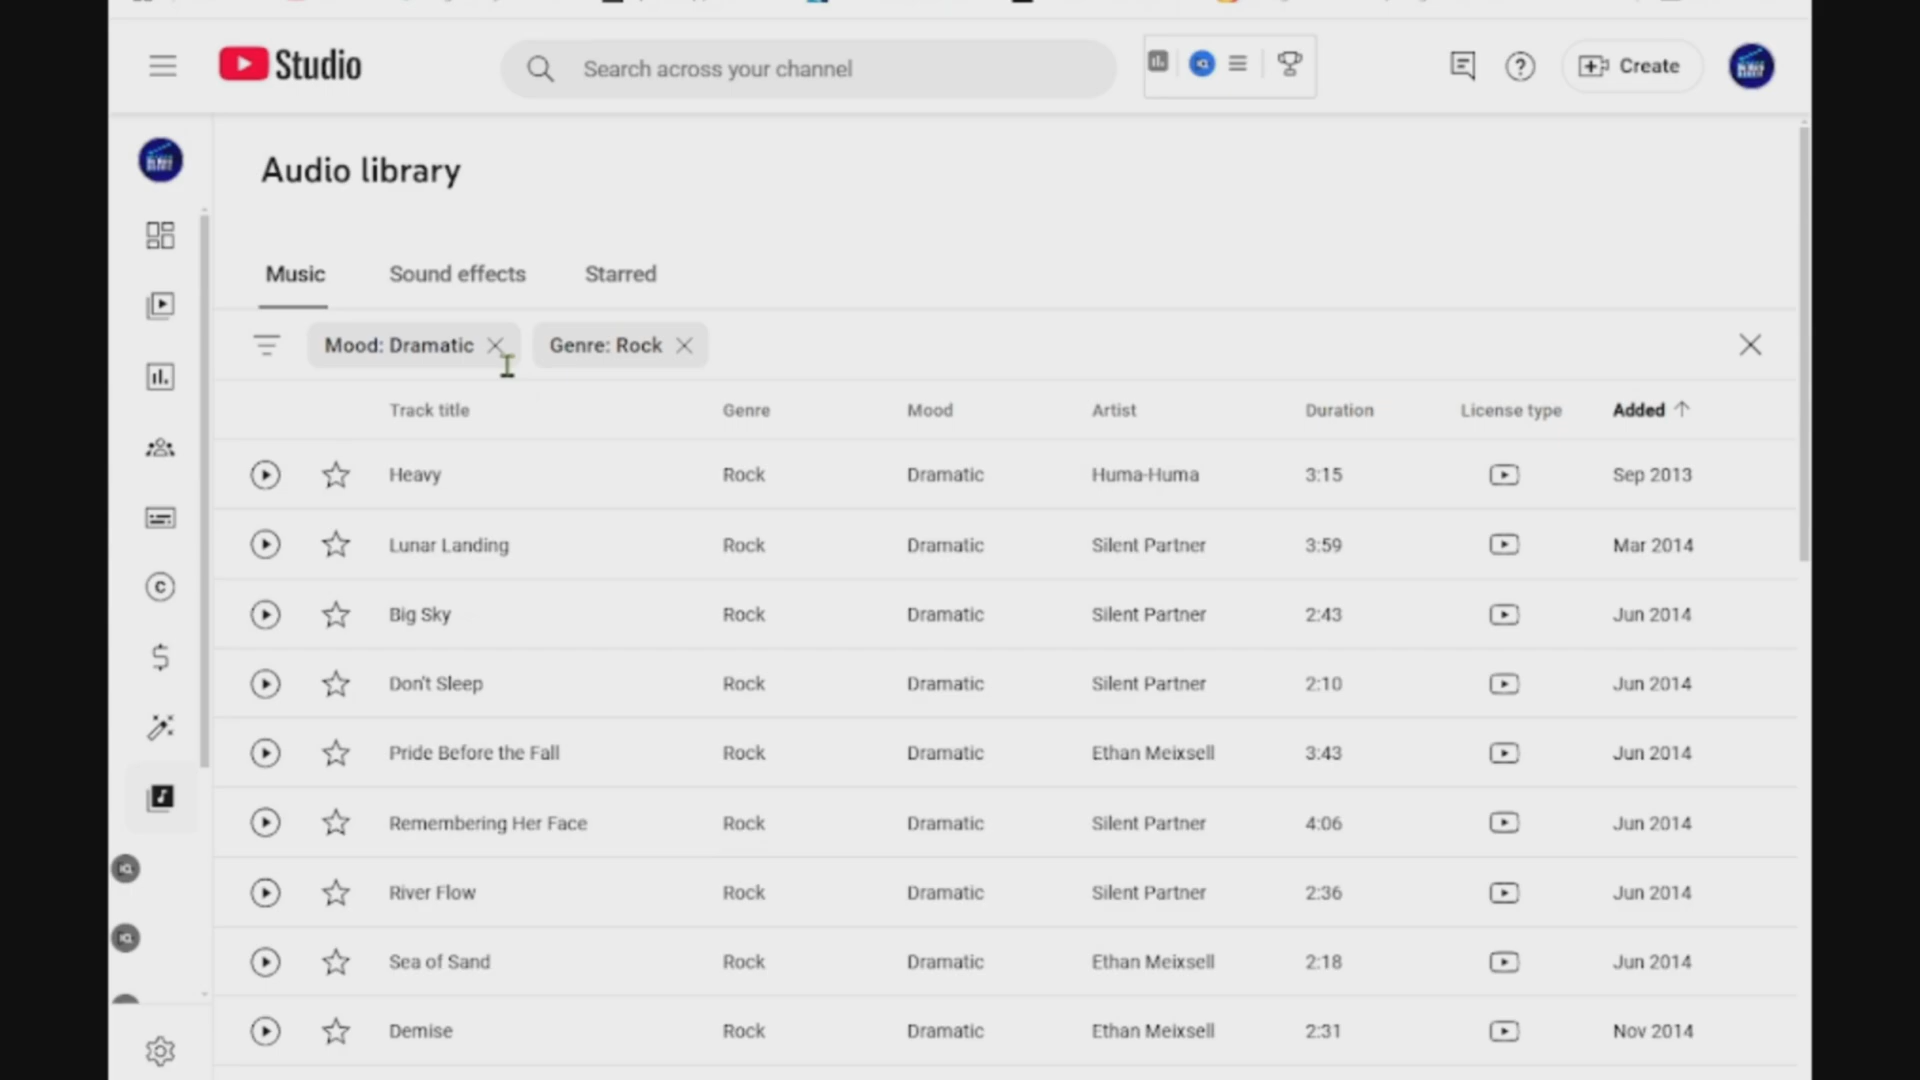 Studio
Search across your channel
Create
Audio library
Music Sound effects Starred
Mood: Dramatic Genre: Rock
Track title Genre Mood Artist Duration License type Added
Heavy Rock Dramatic Huma-Huma 3:15 Sep 2013
Lunar Landing Rock Dramatic Silent Partner 3:59 Mar 2014
Big Sky Rock Dramatic Silent Partner 2:43 Jun 2014
Don't Sleep Rock Dramatic Silent Partner 2:10 Jun 2014
Pride Before the Fall Rock Dramatic Ethan Meixsell 3:43 Jun 2014
Remembering Her Face Rock Dramatic Silent Partner 4:06 Jun 2014
River Flow Rock Dramatic Silent Partner 2:36 Jun 2014
Sea of Sand Rock Dramatic Ethan Meixsell 2:18 Jun 2014
Demise Rock Dramatic Ethan Meixsell 2:31 Nov 2014